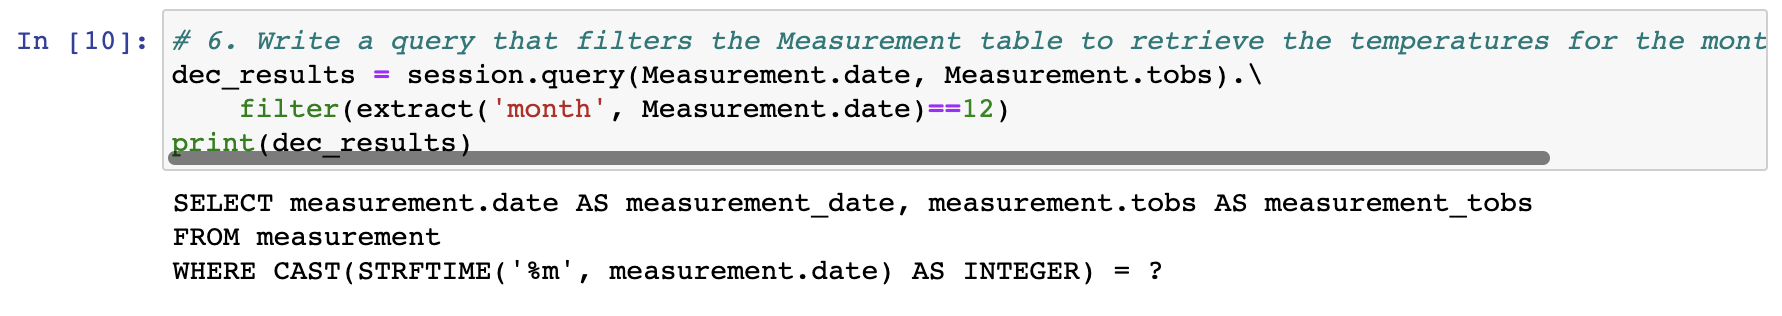 In [10]: # 6. Write a query that filters the Measurement table to retrieve the temperatures for the mont
dec_results = session.query(Measurement.date, Measurement.tobs).\
    filter(extract('month', Measurement.date)==12)
print(dec_results)
SELECT measurement.date AS measurement_date, measurement.tobs AS measurement_tobs
FROM measurement
WHERE CAST(STRFTIME('%m', measurement.date) AS INTEGER) = ?